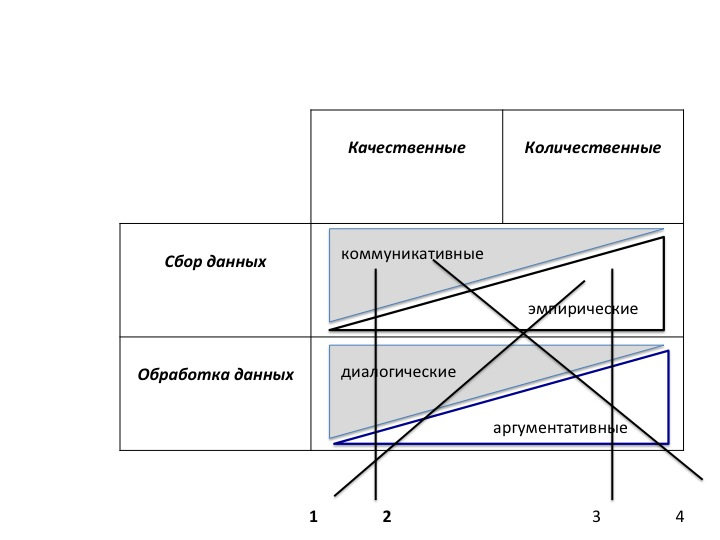 Качественные
Количественные
Сбор данных
коммуникативные
эмпирические
Обработка данных
диалогические
аргументативные
1
2
3
4